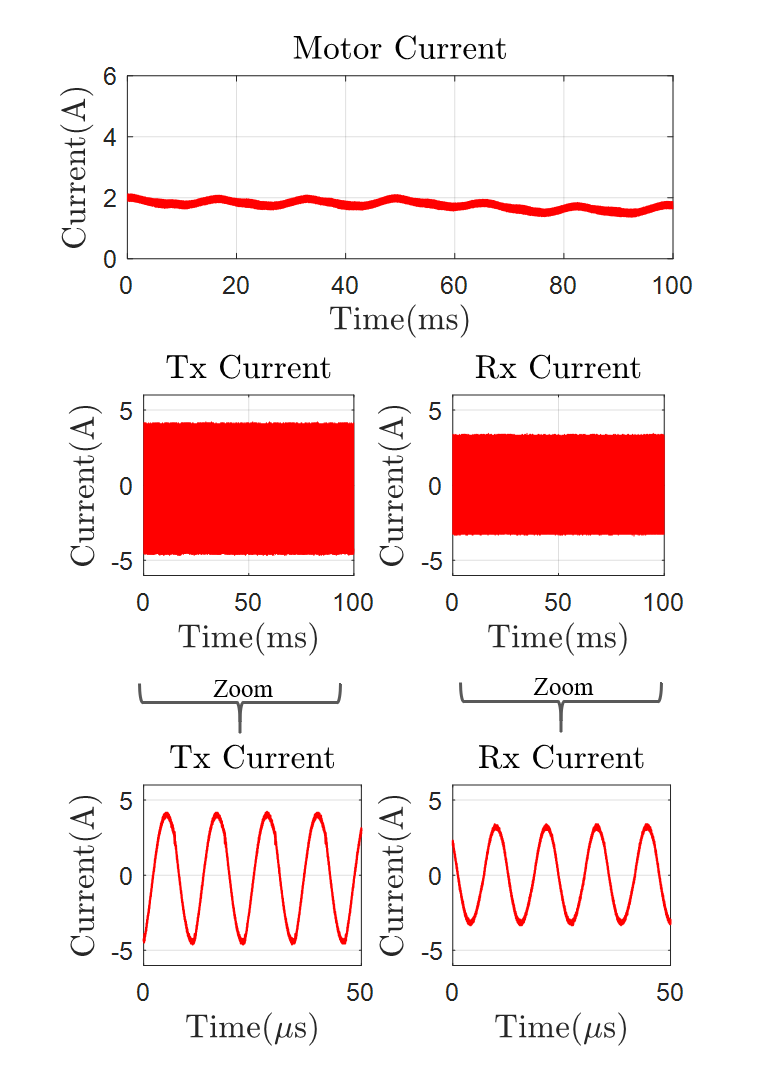 Motor Current
Current(A)
6
4
2
0
0 20 40 60 80 100
Time(ms)
Tx Current
Current(A)
5
0
-5
0 50 100
Time(ms)
Rx Current
Current(A)
5
0
-5
0 50 100
Time(ms)
Zoom
Zoom
Tx Current
Current(A)
5
0
-5
0 50
Time(μs)
Rx Current
Current(A)
5
0
-5
0 50
Time(μs)